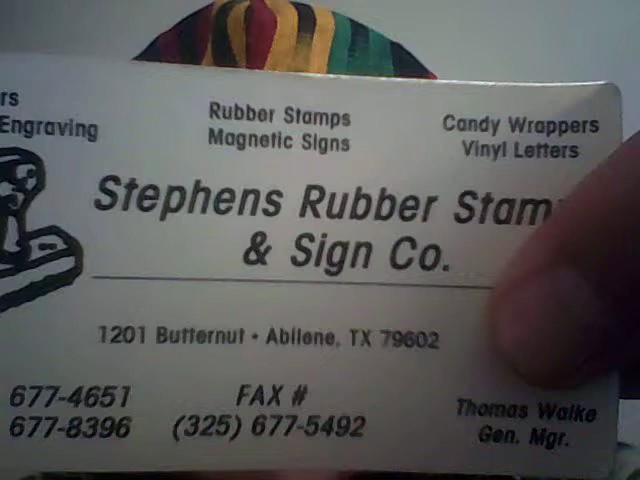 rs
Engraving
Rubber Stamps
Magnetic Signs
Candy Wrappers
Vinyl Letters
Stephens Rubber Stam
& Sign Co.
1201 Butternut • Abilene, TX 79602
677-4651
677-8396
FAX #
(325) 677-5492
Thomas Walke
Gen. Mgr.